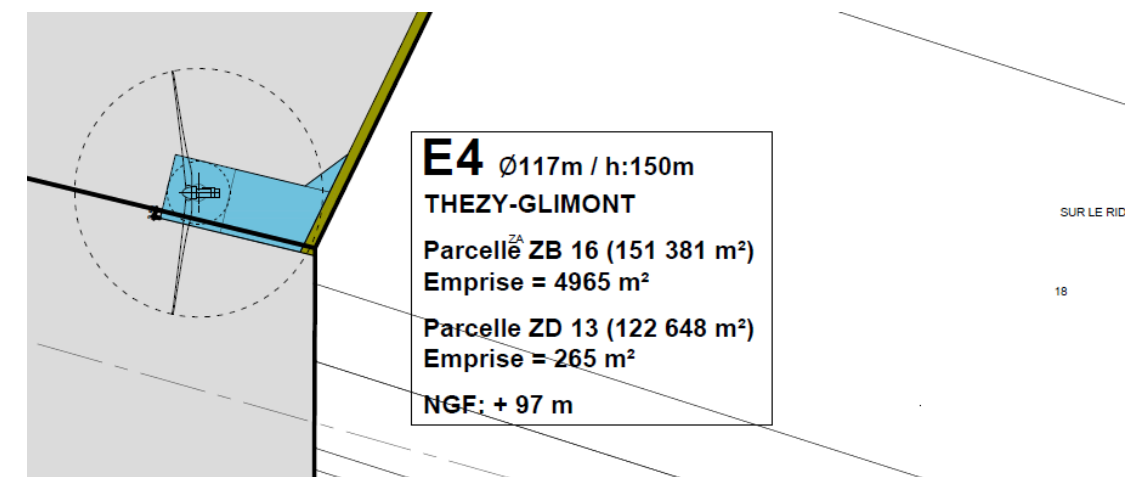 E4 Ø117m / h:150m
THEZY-GLIMONT
ZA
Parcelle ZB 16 (151 381 m²)
Emprise = 4965 m²
Parcelle ZD 13 (122 648 m²)
Emprise = 265 m²
NGF: + 97 m
SUR LE RID
18